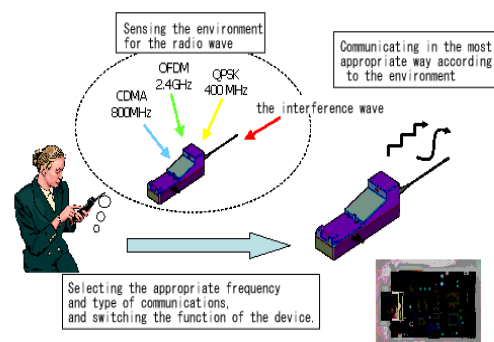 Sensing the environment
for the radio wave
Communicating in the most
appropriate way according
to the environment
OFDM
2.4GHz
QPSK
400 MHz
CDMA
800MHz
the interference wave
Selecting the appropriate frequency
and type of communications,
and switching the function of the device.